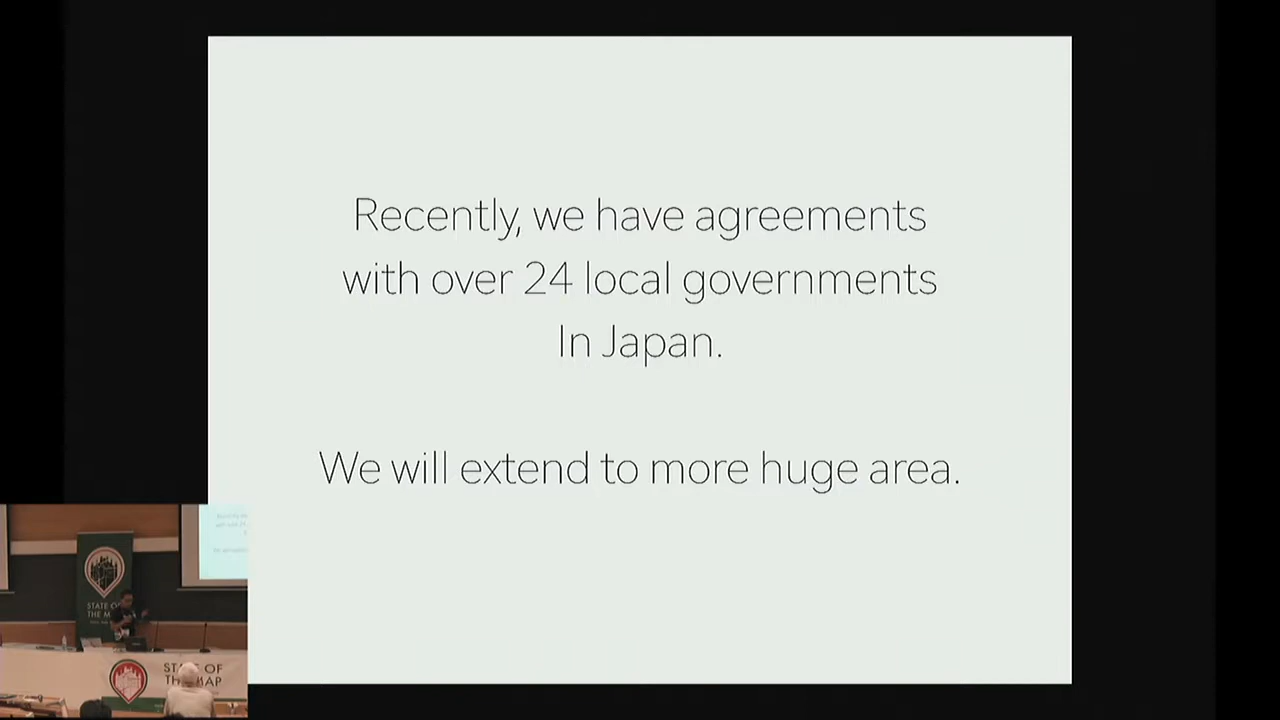 Recently, we have agreements
with over 24 local governments
In Japan.
We will extend to more huge area.
STATE OF
THE MAP
STATE OF
THE MAP